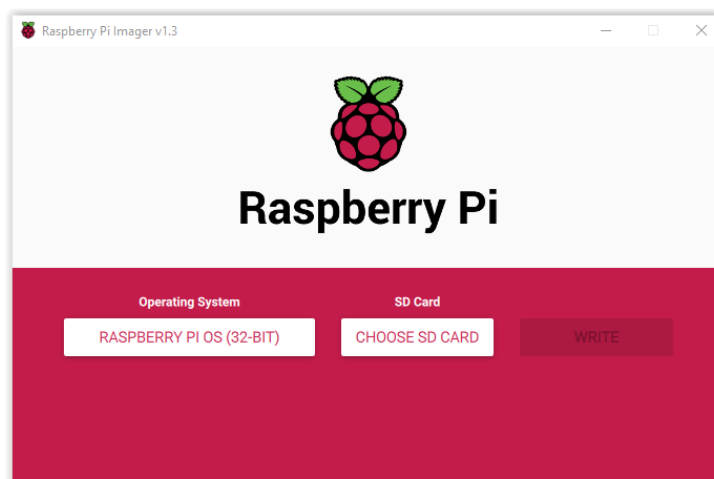 Raspberry Pi Imager v1.3
Raspberry Pi
Operating System
SD Card
RASPBERRY PI OS (32-BIT)
CHOOSE SD CARD
WRITE